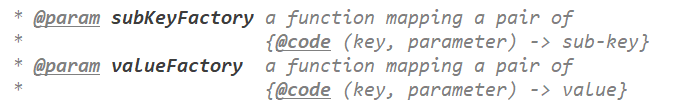 * @param subKeyFactory a function mapping a pair of
*                      {@code (key, parameter) -> sub-key}
* @param valueFactory  a function mapping a pair of
*                      {@code (key, parameter) -> value}